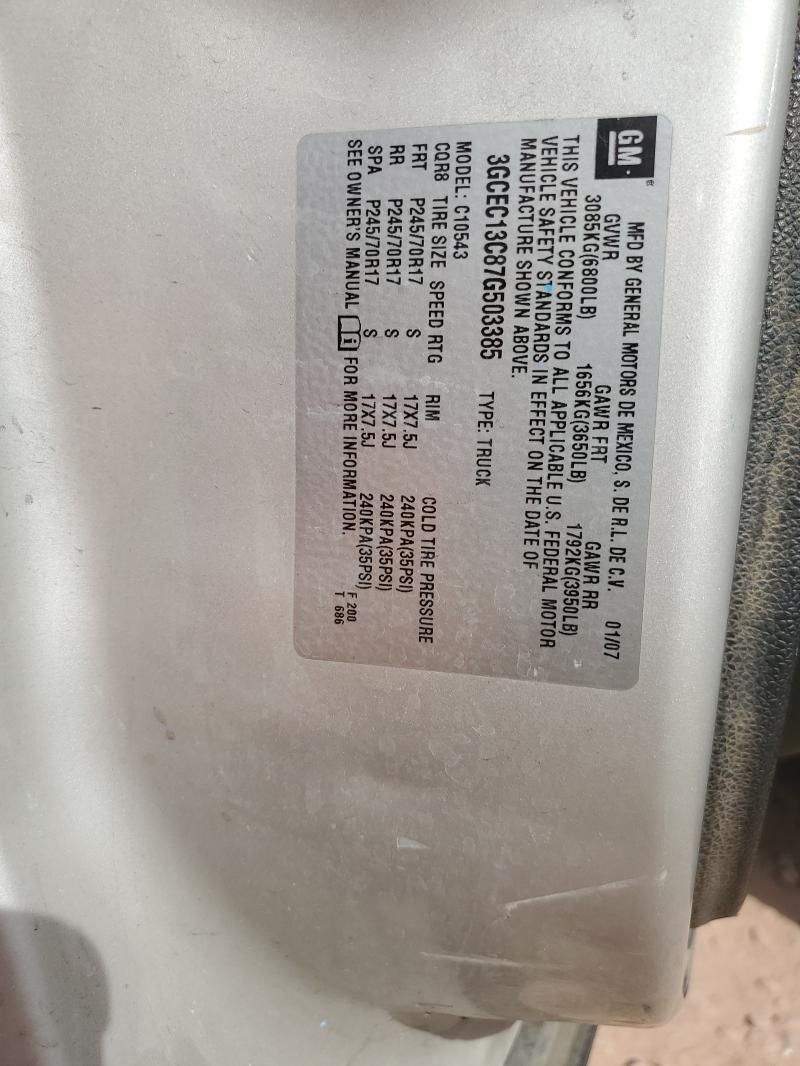 GM
MFD BY GENERAL MOTORS DE MEXICO, S. DE R.L. DE C.V. 01/07
GVWR GAWR FRT GAWR RR
3085KG(6800LB) 1656KG(3650LB) 1792KG(3950LB)
THIS VEHICLE CONFORMS TO ALL APPLICABLE U.S. FEDERAL MOTOR
VEHICLE SAFETY STANDARDS IN EFFECT ON THE DATE OF
MANUFACTURE SHOWN ABOVE.
3GCEC13C87G503385 TYPE: TRUCK
MODEL: C10543
CQR8 TIRE SIZE SPEED RTG RIM COLD TIRE PRESSURE
FRT P245/70R17 S 17X7.5J 240KPA(35PSI)
RR P245/70R17 S 17X7.5J 240KPA(35PSI)
SPA P245/70R17 S 17X7.5J 240KPA(35PSI)
SEE OWNER'S MANUAL FOR MORE INFORMATION.
F 200
T 686